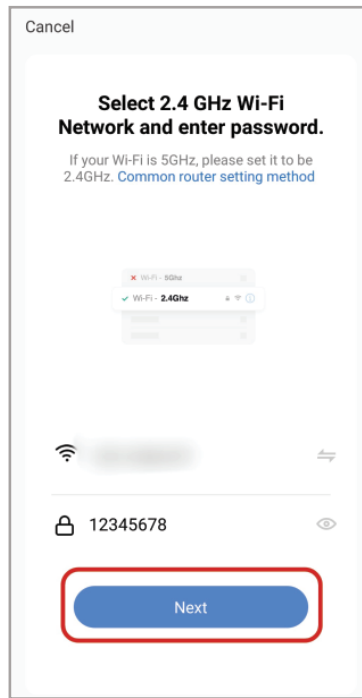 Cancel
Select 2.4 GHz Wi-Fi
Network and enter password.
If your Wi-Fi is 5GHz, please set it to be
2.4GHz. Common router setting method
Wi-Fi - 5Ghz
Wi-Fi - 2.4Ghz
12345678
Next